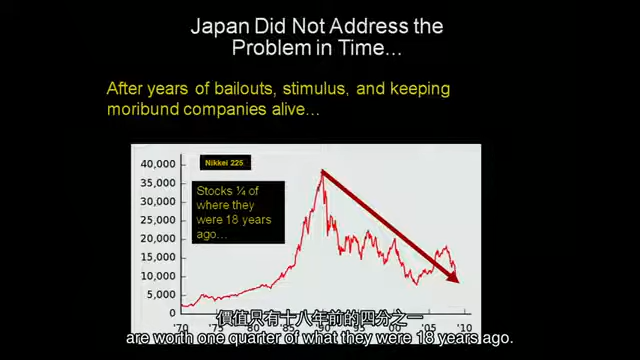 Japan Did Not Address the
Problem in Time...
After years of bailouts, stimulus, and keeping
moribund companies alive...
40,000
Nikkei 225
35,000
Stocks ¼ of
where they
were 18 years
ago...
30,000
25,000
20,000
15,000
10,000
5,000
0
'70 '75 '80 '85 '90 '95 '00 '05 '10
價值只有十八年前的四分之一
are worth one quarter of what they were 18 years ago.